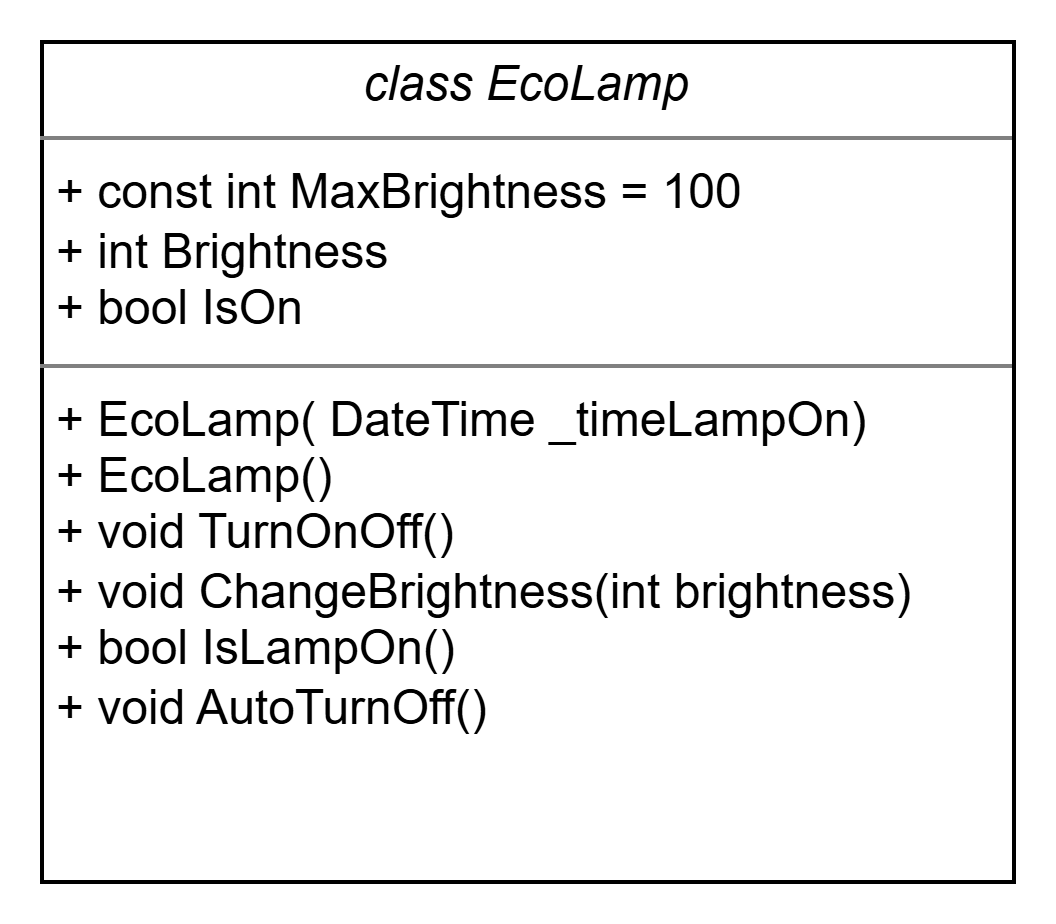 class EcoLamp
+ const int MaxBrightness = 100
+ int Brightness
+ bool IsOn
+ EcoLamp( DateTime _timeLampOn)
+ EcoLamp()
+ void TurnOnOff()
+ void ChangeBrightness(int brightness)
+ bool IsLampOn()
+ void AutoTurnOff()